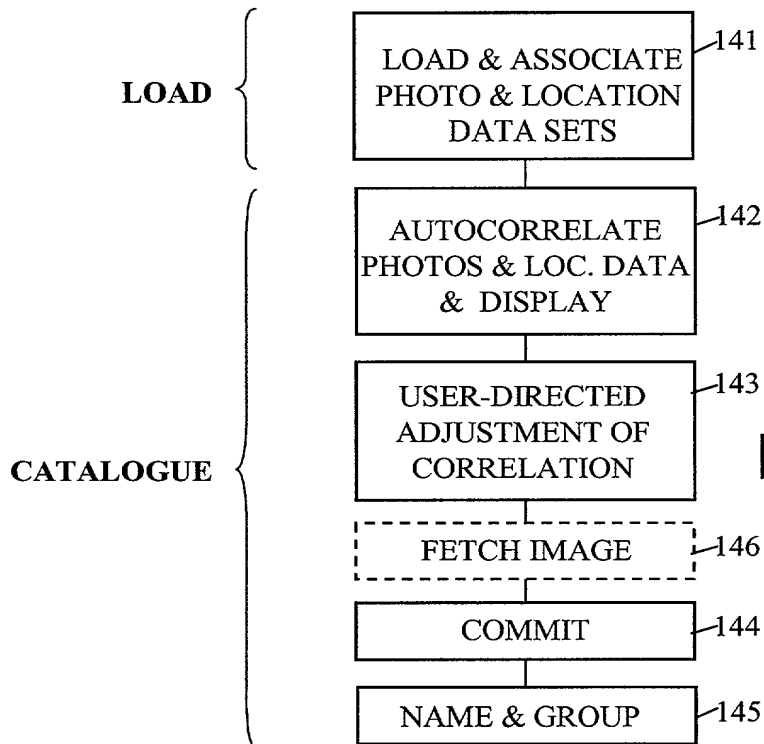 LOAD
LOAD & ASSOCIATE
PHOTO & LOCATION
DATA SETS
141
CATALOGUE
AUTOCORRELATE
PHOTOS & LOC. DATA
& DISPLAY
142
USER-DIRECTED
ADJUSTMENT OF
CORRELATION
143
FETCH IMAGE
146
COMMIT
144
NAME & GROUP
145